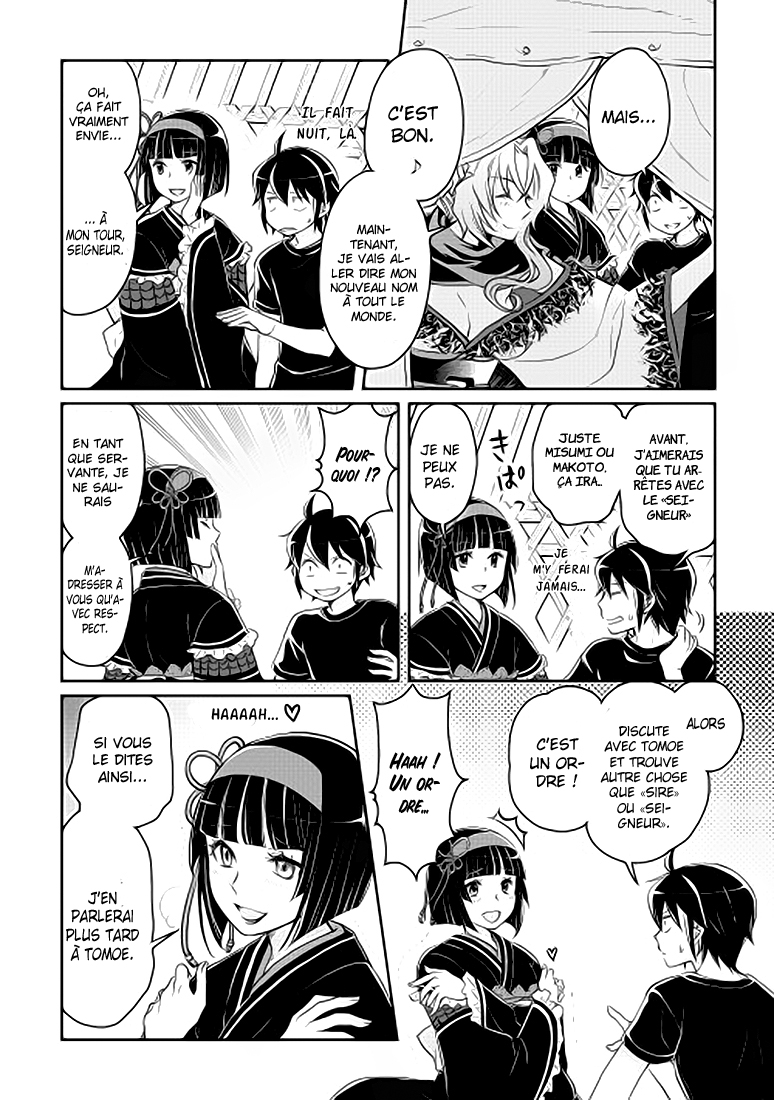 MAIS...
C'EST
BON.
♪
MAIN-
TENANT,
JE VAIS
ALLER DIRE MON
NOUVEAU NOM
À TOUT LE
MONDE.
IL FAIT
NUIT, LÀ.
OH,
ÇA FAIT
VRAIMENT
ENVIE...
... À
MON TOUR,
SEIGNEUR.
AVANT.
J'AIMERAIS
QUE TU AR-
RÊTES AVEC
LE «SEI-
GNEUR»
JUSTE
MISUMI OU
MAKOTO.
ÇA IRA..
きぱっ
JE NE
PEUX
PAS.
JE
M'Y FERAI
JAMAIS...
POUR-
QUOI !?
EN TANT
QUE SER-
VANTE, JE
NE SAU-
RAIS
M'A-
DRESSER À
VOUS QU'A-
VEC RES-
PECT.
ALORS
DISCUTE
AVEC TOMOE
ET TROUVE
AUTRE CHOSE
QUE «SIRE»
OU «SEI-
GNEUR».
C'EST
UN OR-
DRE !
HAAH !
UN OR-
DRE...
HAAAAH... ♥
SI VOUS
LE DITES
AINSI...
J'EN
PARLERAI
PLUS TARD
À TOMOE.